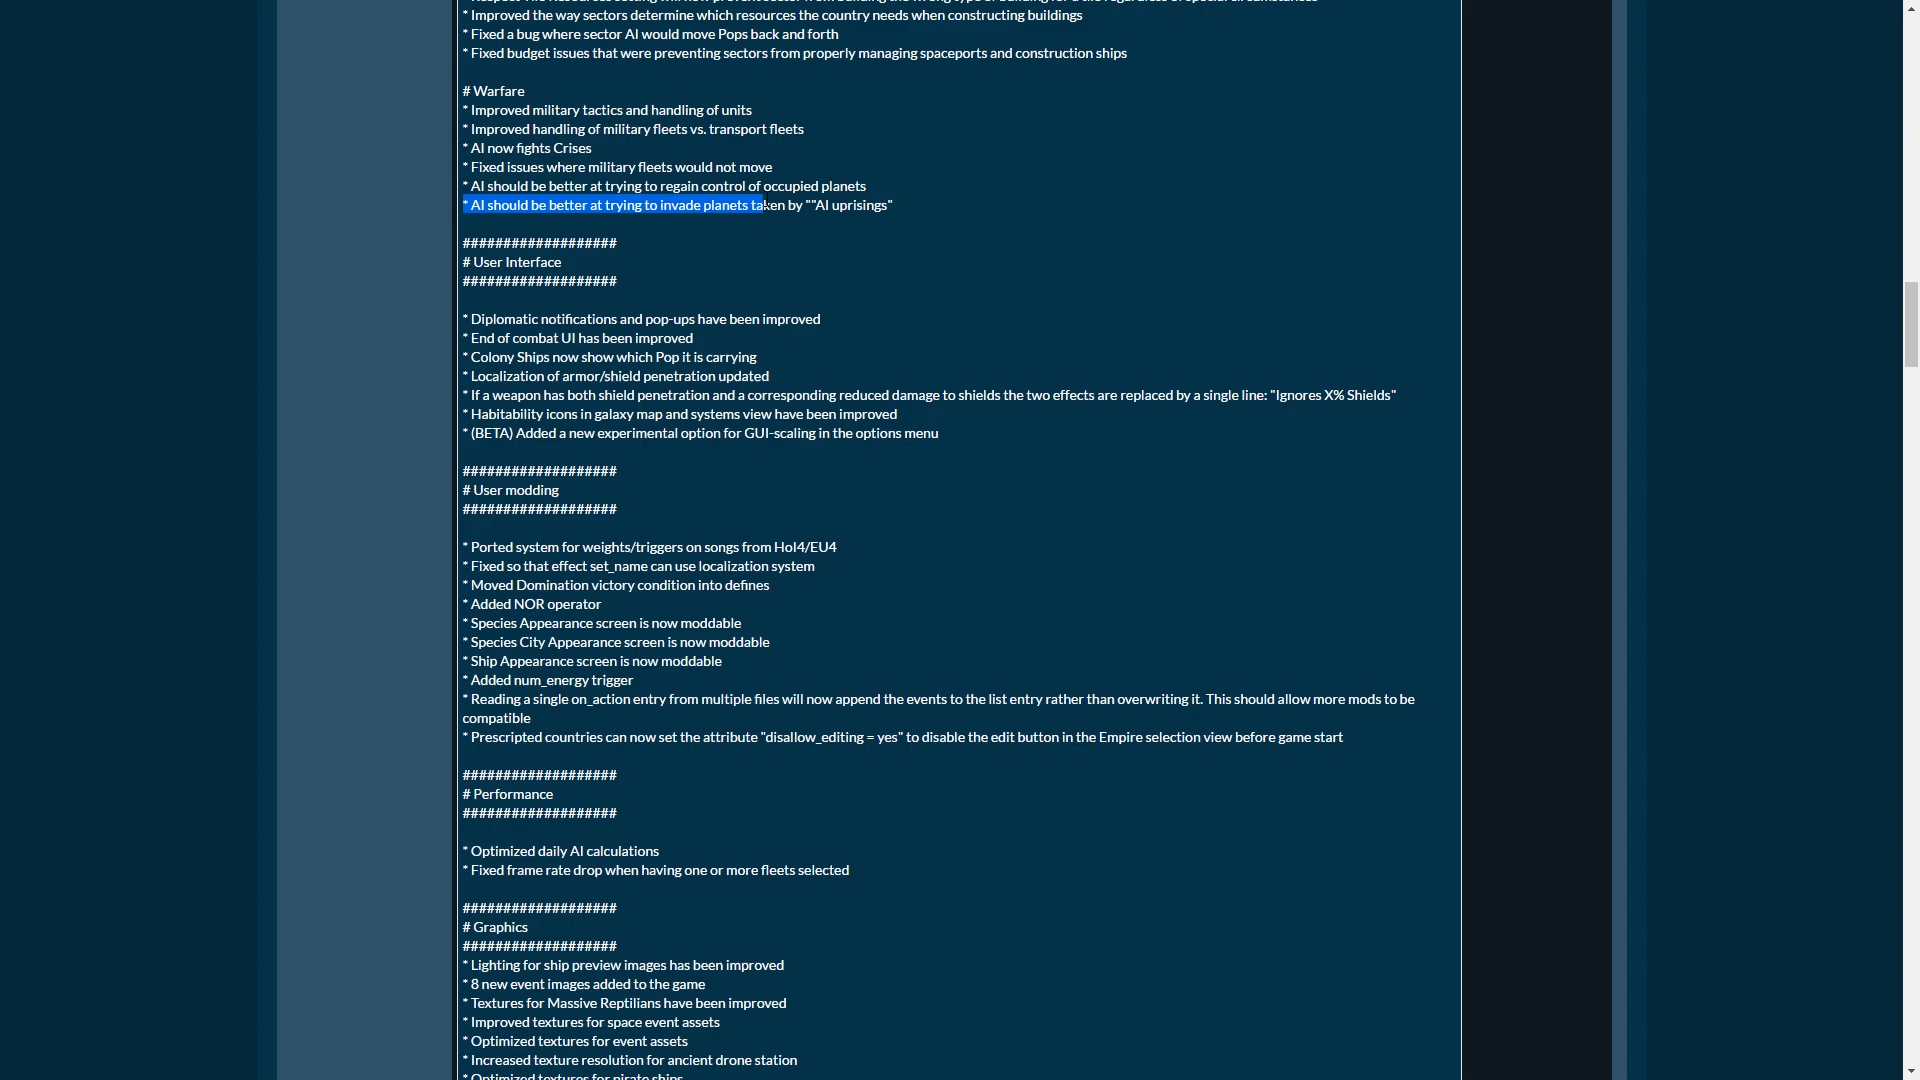 * Improved the way sectors determine which resources the country needs when constructing buildings
* Fixed a bug where sector AI would move Pops back and forth
* Fixed budget issues that were preventing sectors from properly managing spaceports and construction ships
# Warfare
* Improved military tactics and handling of units
* Improved handling of military fleets vs. transport fleets
* AI now fights Crises
* Fixed issues where military fleets would not move
* AI should be better at trying to regain control of occupied planets
* AI should be better at trying to invade planets taken by ""AI uprisings"
###################
# User Interface
###################
* Diplomatic notifications and pop-ups have been improved
* End of combat UI has been improved
* Colony Ships now show which Pop it is carrying
* Localization of armor/shield penetration updated
* If a weapon has both shield penetration and a corresponding reduced damage to shields the two effects are replaced by a single line: "Ignores X% Shields"
* Habitability icons in galaxy map and systems view have been improved
* (BETA) Added a new experimental option for GUI-scaling in the options menu
###################
# User modding
###################
* Ported system for weights/triggers on songs from HoI4/EU4
* Fixed so that effect set_name can use localization system
* Moved Domination victory condition into defines
* Added NOR operator
* Species Appearance screen is now moddable
* Species City Appearance screen is now moddable
* Ship Appearance screen is now moddable
* Added num_energy trigger
* Reading a single on_action entry from multiple files will now append the events to the list entry rather than overwriting it. This should allow more mods to be
compatible
* Prescripted countries can now set the attribute "disallow_editing = yes" to disable the edit button in the Empire selection view before game start
###################
# Performance
###################
* Optimized daily AI calculations
* Fixed frame rate drop when having one or more fleets selected
###################
# Graphics
###################
* Lighting for ship preview images has been improved
* 8 new event images added to the game
* Textures for Massive Reptilians have been improved
* Improved textures for space event assets
* Optimized textures for event assets
* Increased texture resolution for ancient drone station
* Optimized textures for pirate ships